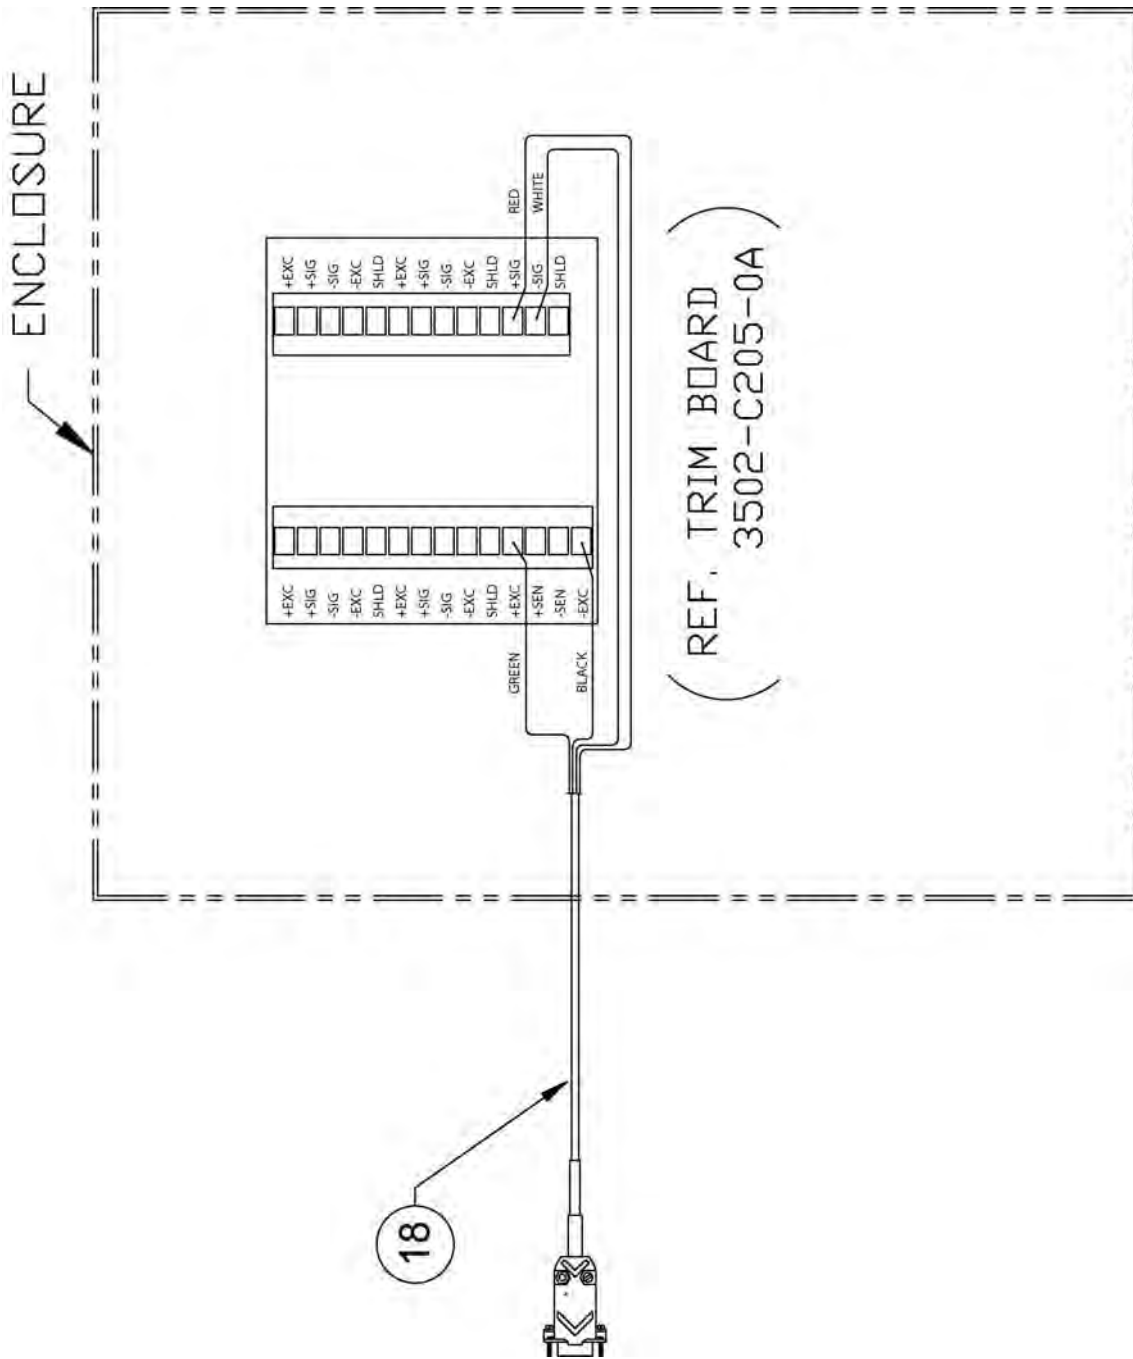 ENCLOSURE
RED
WHITE
+EXC
+SIG
-SIG
-EXC
SHLD
+EXC
+SIG
-SIG
-EXC
SHLD
+SIG
-SIG
SHLD
+EXC
+SIG
-SIG
-EXC
SHLD
+EXC
+SIG
-SIG
-EXC
SHLD
+EXC
+SEN
-SEN
-EXC
GREEN
BLACK
REF. TRIM BOARD
3502-C205-0A
18